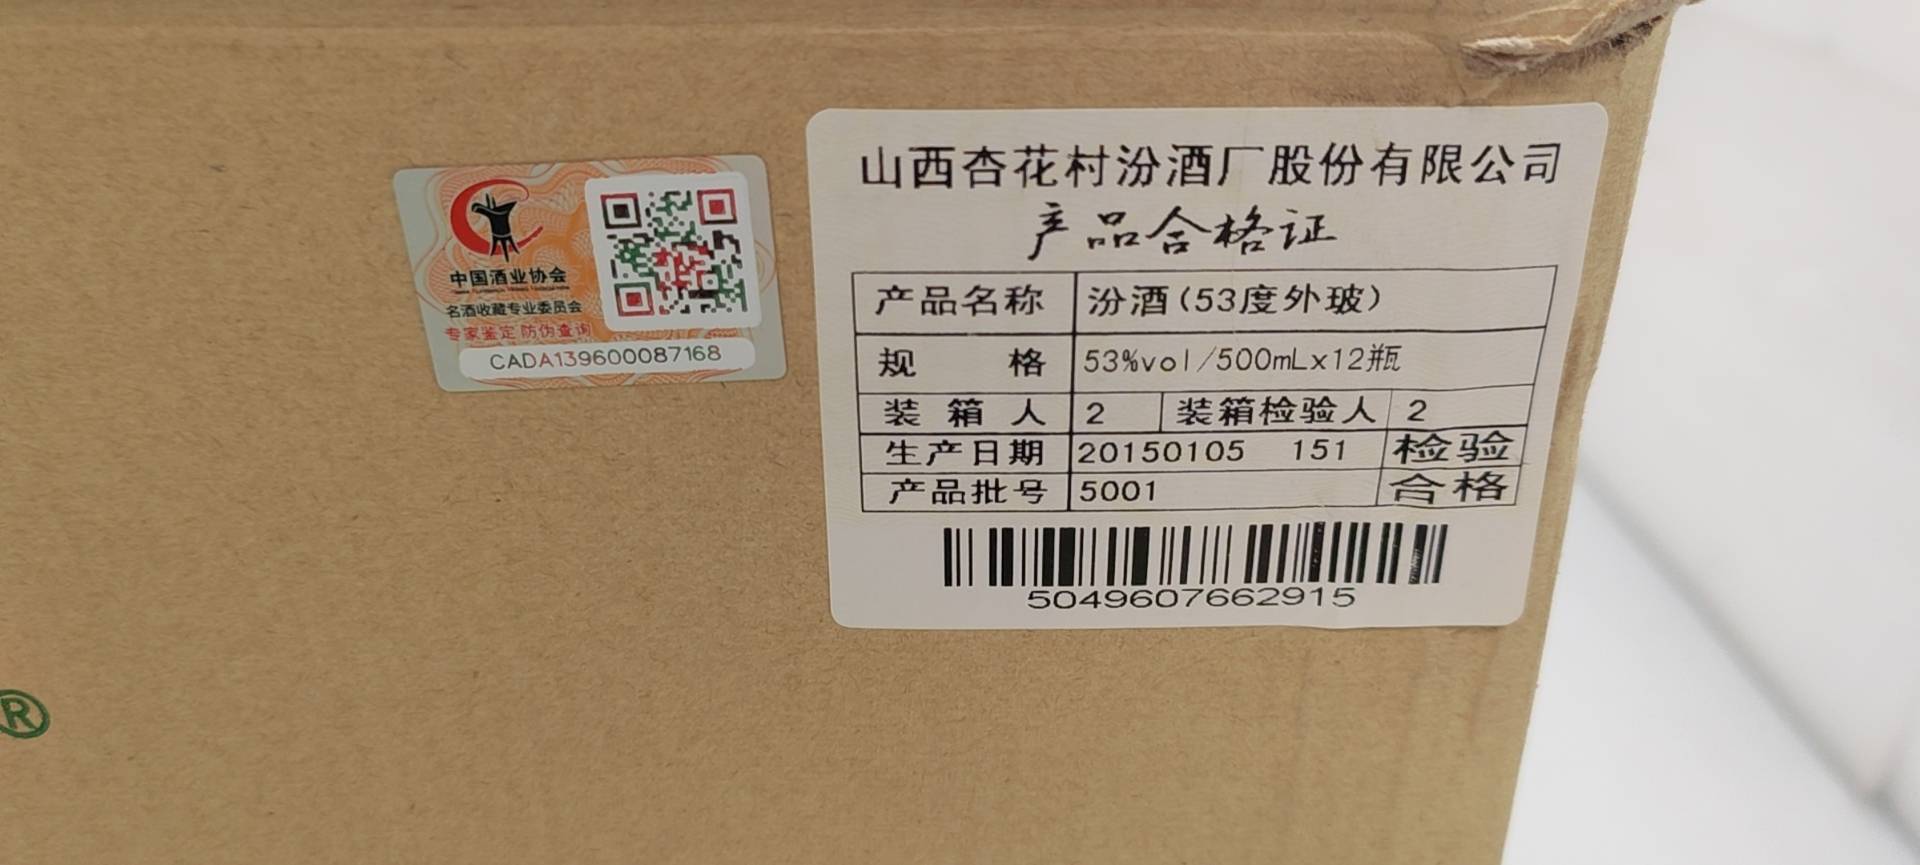 中国酒业协会
名酒收藏专业委员会
专家鉴定 防伪查询
CADA139600087168
山西杏花村汾酒厂股份有限公司
产品合格证
产品名称 汾酒(53度外玻)
规 格 53%vol/500mLx12瓶
装箱人 2 装箱检验人 2
生产日期 20150105 151 检验
产品批号 5001 合格
5049607662915
®